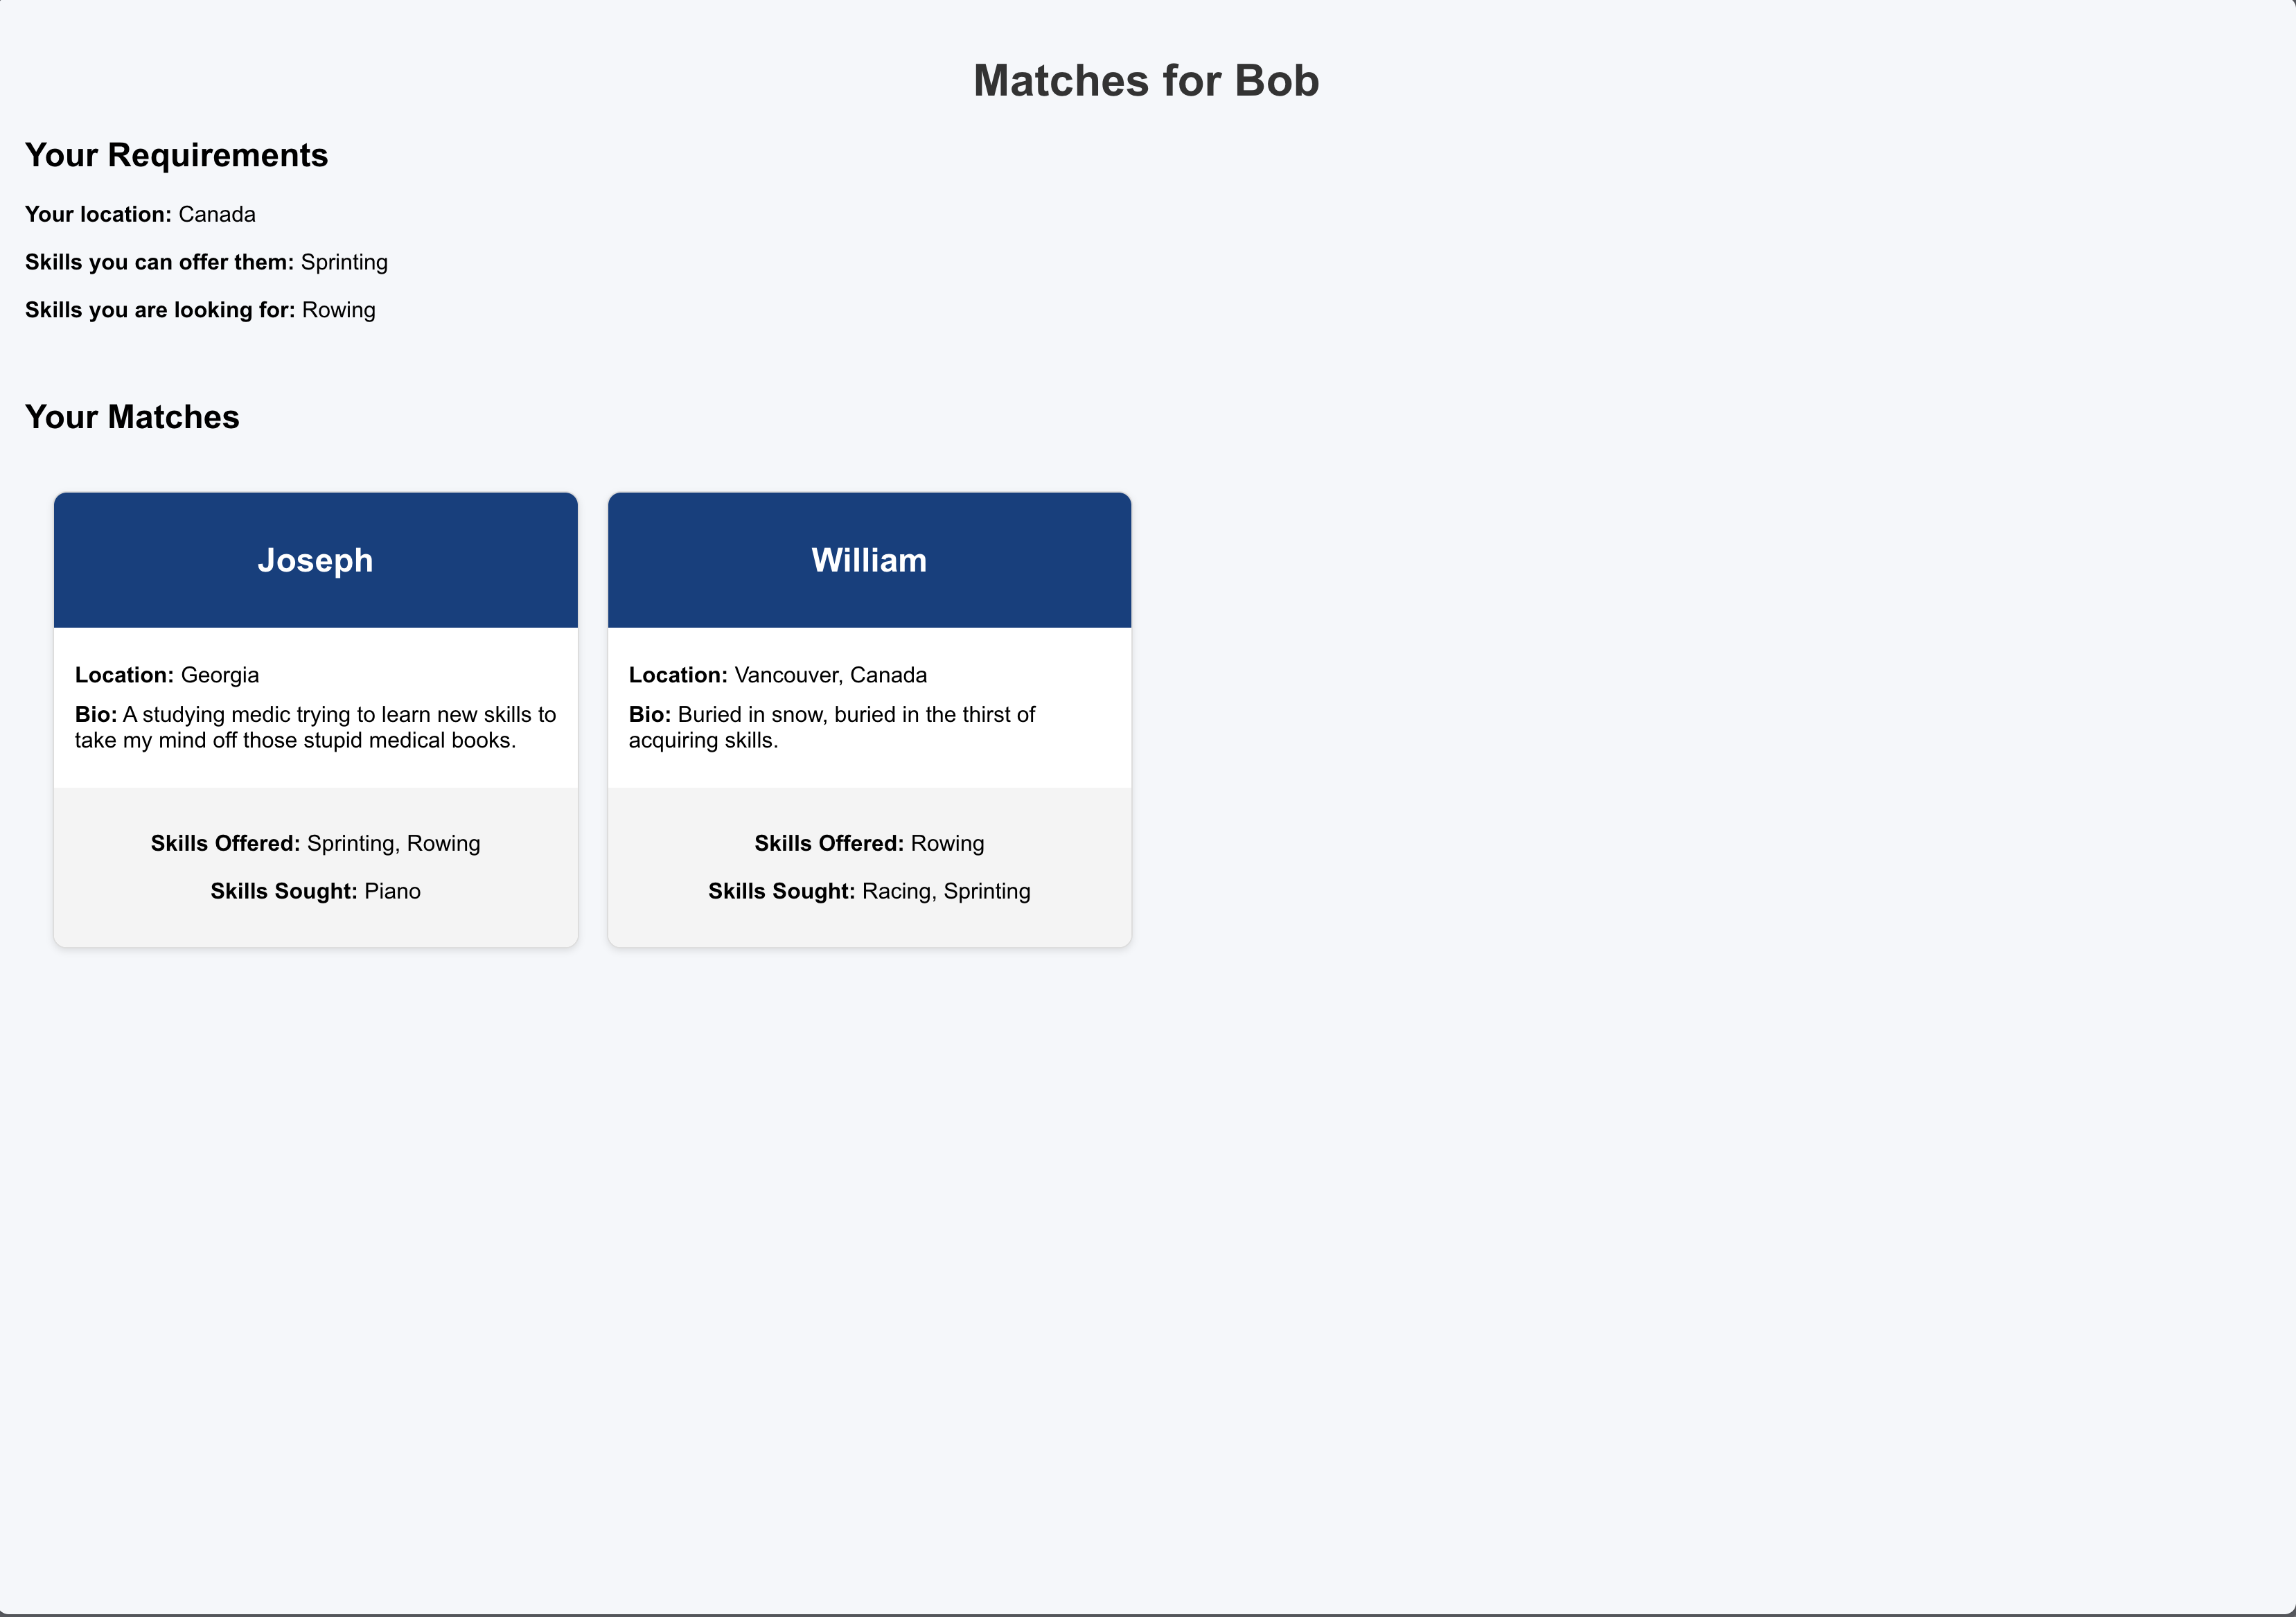 Matches for Bob
Your Requirements
Your location: Canada
Skills you can offer them: Sprinting
Skills you are looking for: Rowing
Your Matches
Joseph
Location: Georgia
Bio: A studying medic trying to learn new skills to
take my mind off those stupid medical books.
Skills Offered: Sprinting, Rowing
Skills Sought: Piano
William
Location: Vancouver, Canada
Bio: Buried in snow, buried in the thirst of
acquiring skills.
Skills Offered: Rowing
Skills Sought: Racing, Sprinting